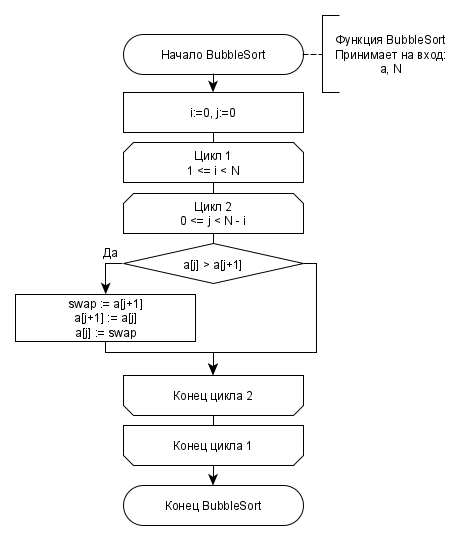 Начало BubbleSort
Функция BubbleSort
Принимает на вход:
a, N
i:=0, j:=0
Цикл 1
1 <= i < N
Цикл 2
0 <= j < N - i
a[j] > a[j+1]
Да
swap := a[j+1]
a[j+1] := a[j]
a[j] := swap
Конец цикла 2
Конец цикла 1
Конец BubbleSort